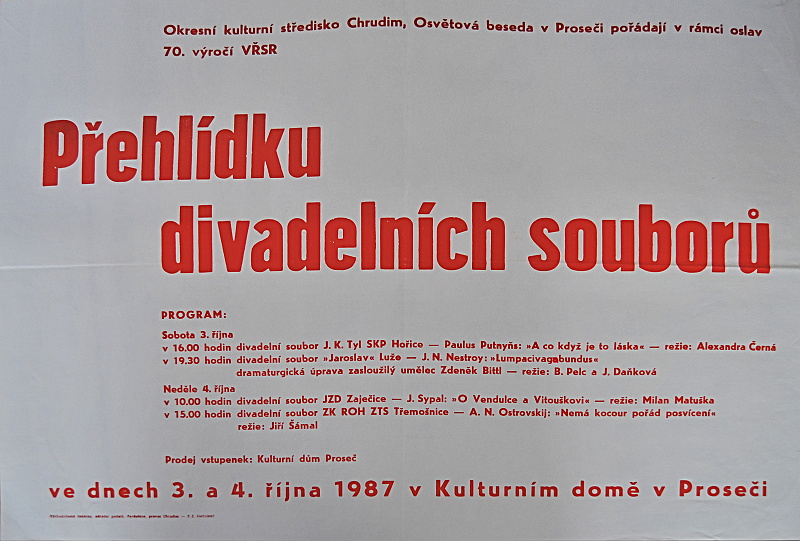 Okresní kulturní středisko Chrudim, Osvětová beseda v Proseči pořádají v rámci oslav
70. výročí VŘSR
Přehlídku
divadelních souborů
PROGRAM:
Sobota 3. října
v 16.00 hodin divadelní soubor J. K. Tyl SKP Hořice — Paulus Putnyňš: »A co když je to láska« — režie: Alexandra Černá
v 19.30 hodin divadelní soubor »Jaroslav« Luže — J. N. Nestroy: »Lumpacivagabundus«
dramaturgická úprava zasloužilý umělec Zdeněk Bittl — režie: B. Pelc a J. Daňková
Neděle 4. října
v 10.00 hodin divadelní soubor JZD Zaječice — J. Sypal: »O Vendulce a Vitouškovi« — režie: Milan Matuška
v 15.00 hodin divadelní soubor ZK ROH ZTS Třemošnice — A. N. Ostrovskij: »Nemá kocour pořád posvícení«
režie: Jiří Šámal
Prodej vstupenek: Kulturní dům Proseč
ve dnech 3. a 4. října 1987 v Kulturním domě v Proseči